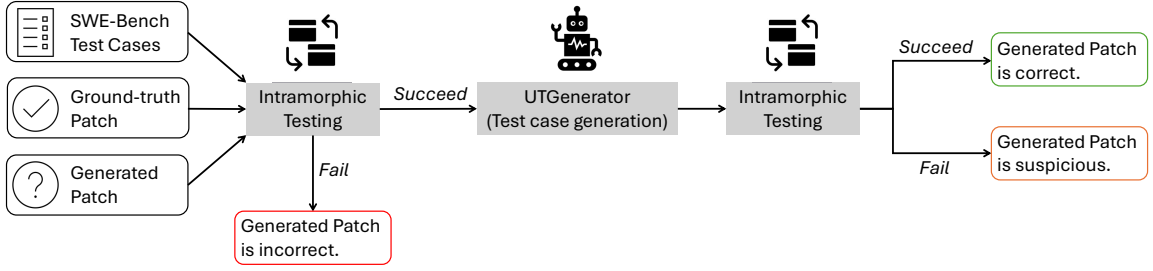 SWE-Bench
Test Cases
Ground-truth
Patch
Generated
Patch
Intramorphic
Testing
Succeed
Fail
Generated Patch
is incorrect.
UTGenerator
(Test case generation)
Intramorphic
Testing
Succeed
Fail
Generated Patch
is correct.
Generated Patch
is suspicious.